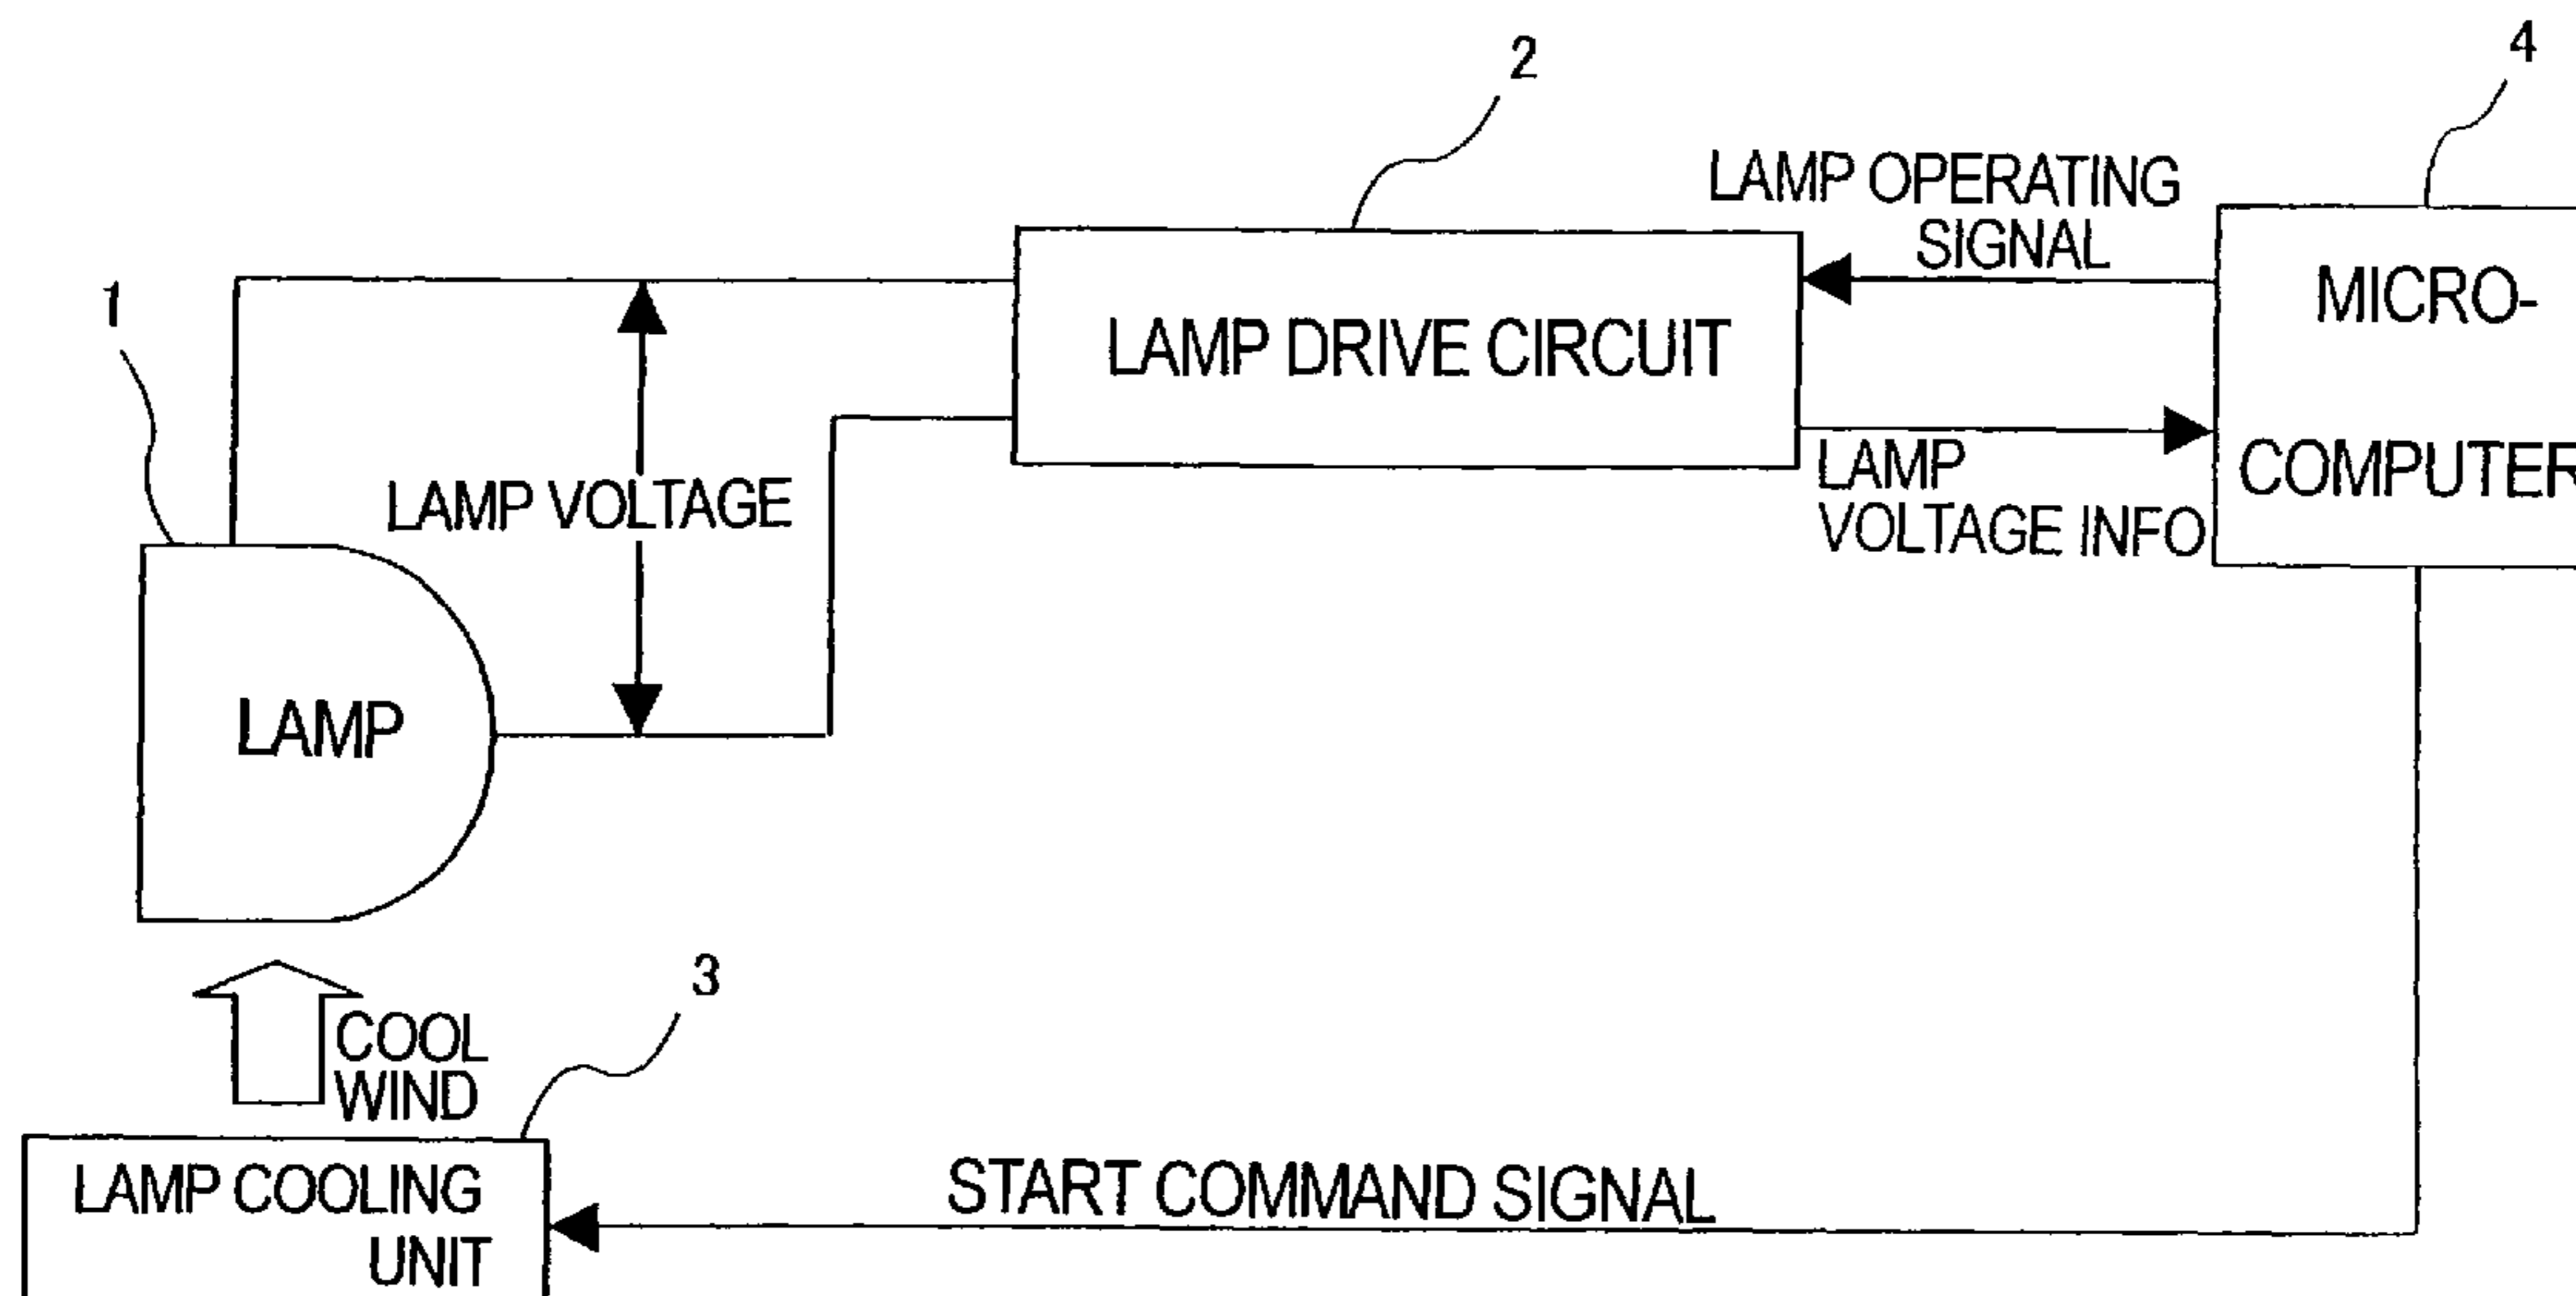 4
2
LAMP OPERATING
SIGNAL
MICRO-
1
LAMP DRIVE CIRCUIT
COMPUTER
LAMP
VOLTAGE INFO
LAMP VOLTAGE
LAMP
3
COOL
WIND
LAMP COOLING
UNIT
START COMMAND SIGNAL